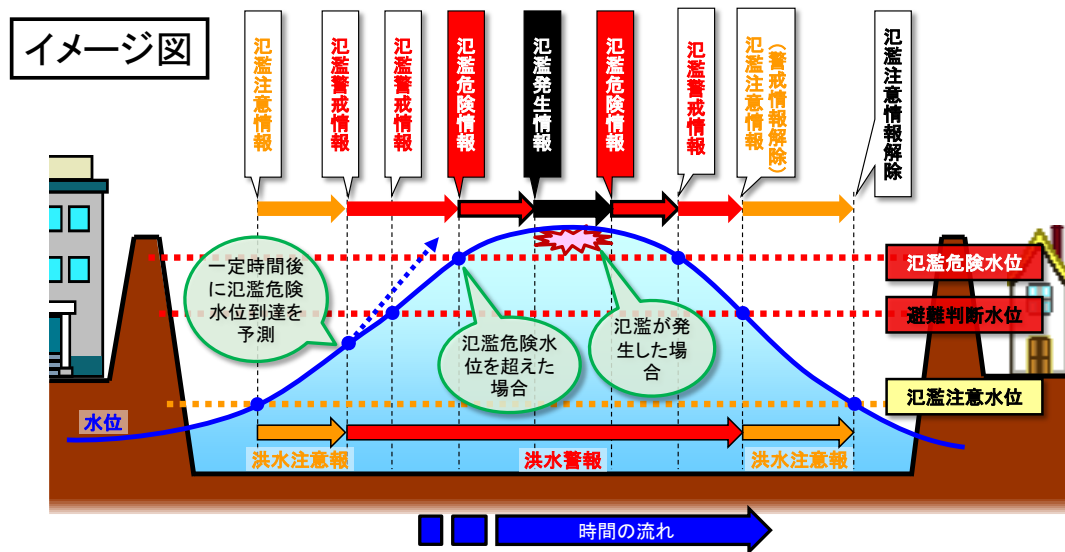 イメージ図
氾濫注意情報
氾濫警戒情報
氾濫警戒情報
氾濫危険情報
氾濫発生情報
氾濫危険情報
氾濫警戒情報
氾濫注意情報
(警戒情報解除)
氾濫注意情報解除
一定時間後
に氾濫危険
水位到達を
予測
氾濫危険水
位を超えた
場合
氾濫が発
生した場
合
氾濫危険水位
避難判断水位
氾濫注意水位
水位
洪水注意報
洪水警報
洪水注意報
時間の流れ